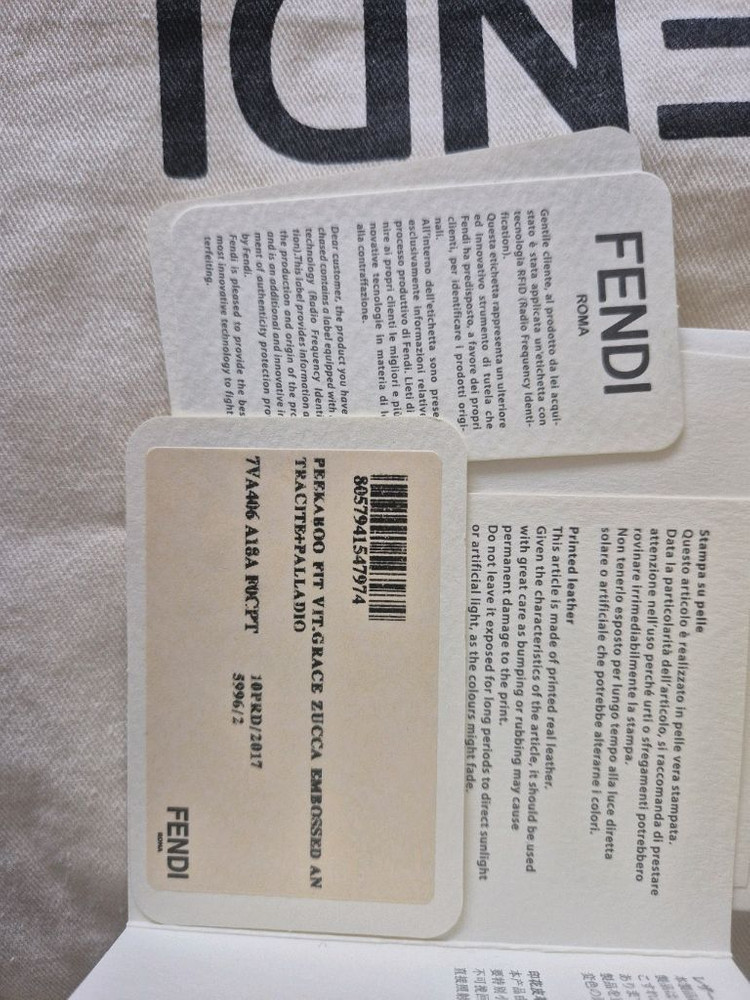 ENDI
FENDI
ROMA
Gentile cliente, al prodotto da lei acqui-
stato è stata applicata un'etichetta con
tecnologia RFID (Radio Frequency Identi-
fication).
Questa etichetta rappresenta un ulteriore
ed innovativo strumento di tutela che
Fendi ha predisposto, a favore dei propri
clienti, per identificare i prodotti origi-
nali.
All'interno dell'etichetta sono prese
esclusivamente informazioni relative
processo produttivo di Fendi. Lieti di
nire ai propri clienti le migliori e più
novative tecnologie in materia di
alla contraffazione.
Dear customer, the product you have
chased contains a label equipped with
technology (Radio Frequency Identi
tion).This label provides information
the production and origin of the pro
and is an additional and innovative
ment of authenticity protection pro
by Fendi.
Fendi is pleased to provide the bes
most innovative technology to fight
terfeiting.
Stampa su pelle
Questo articolo è realizzato in pelle vera stampata.
Data la particolarità dell'articolo, si raccomanda di prestare
attenzione nell'uso perché urti o sfregamenti potrebbero
rovinare irrimediabilmente la stampa.
Non tenerlo esposto per lungo tempo alla luce diretta
solare o artificiale che potrebbe alterarne i colori.
Printed leather
This article is made of printed real leather.
Given the characteristics of the article, it should be used
with great care as bumping or rubbing may cause
permanent damage to the print.
Do not leave it exposed for long periods to direct sunlight
or artificial light, as the colours might fade.
8057941547974
PEEKABOO FIT VIT.GRACE ZUCCA EMBOSSED AN
TRACITE+PALLADIO
7VA406 A18A F0CPT 10PRD/2017
5996/2
FENDI
ROMA